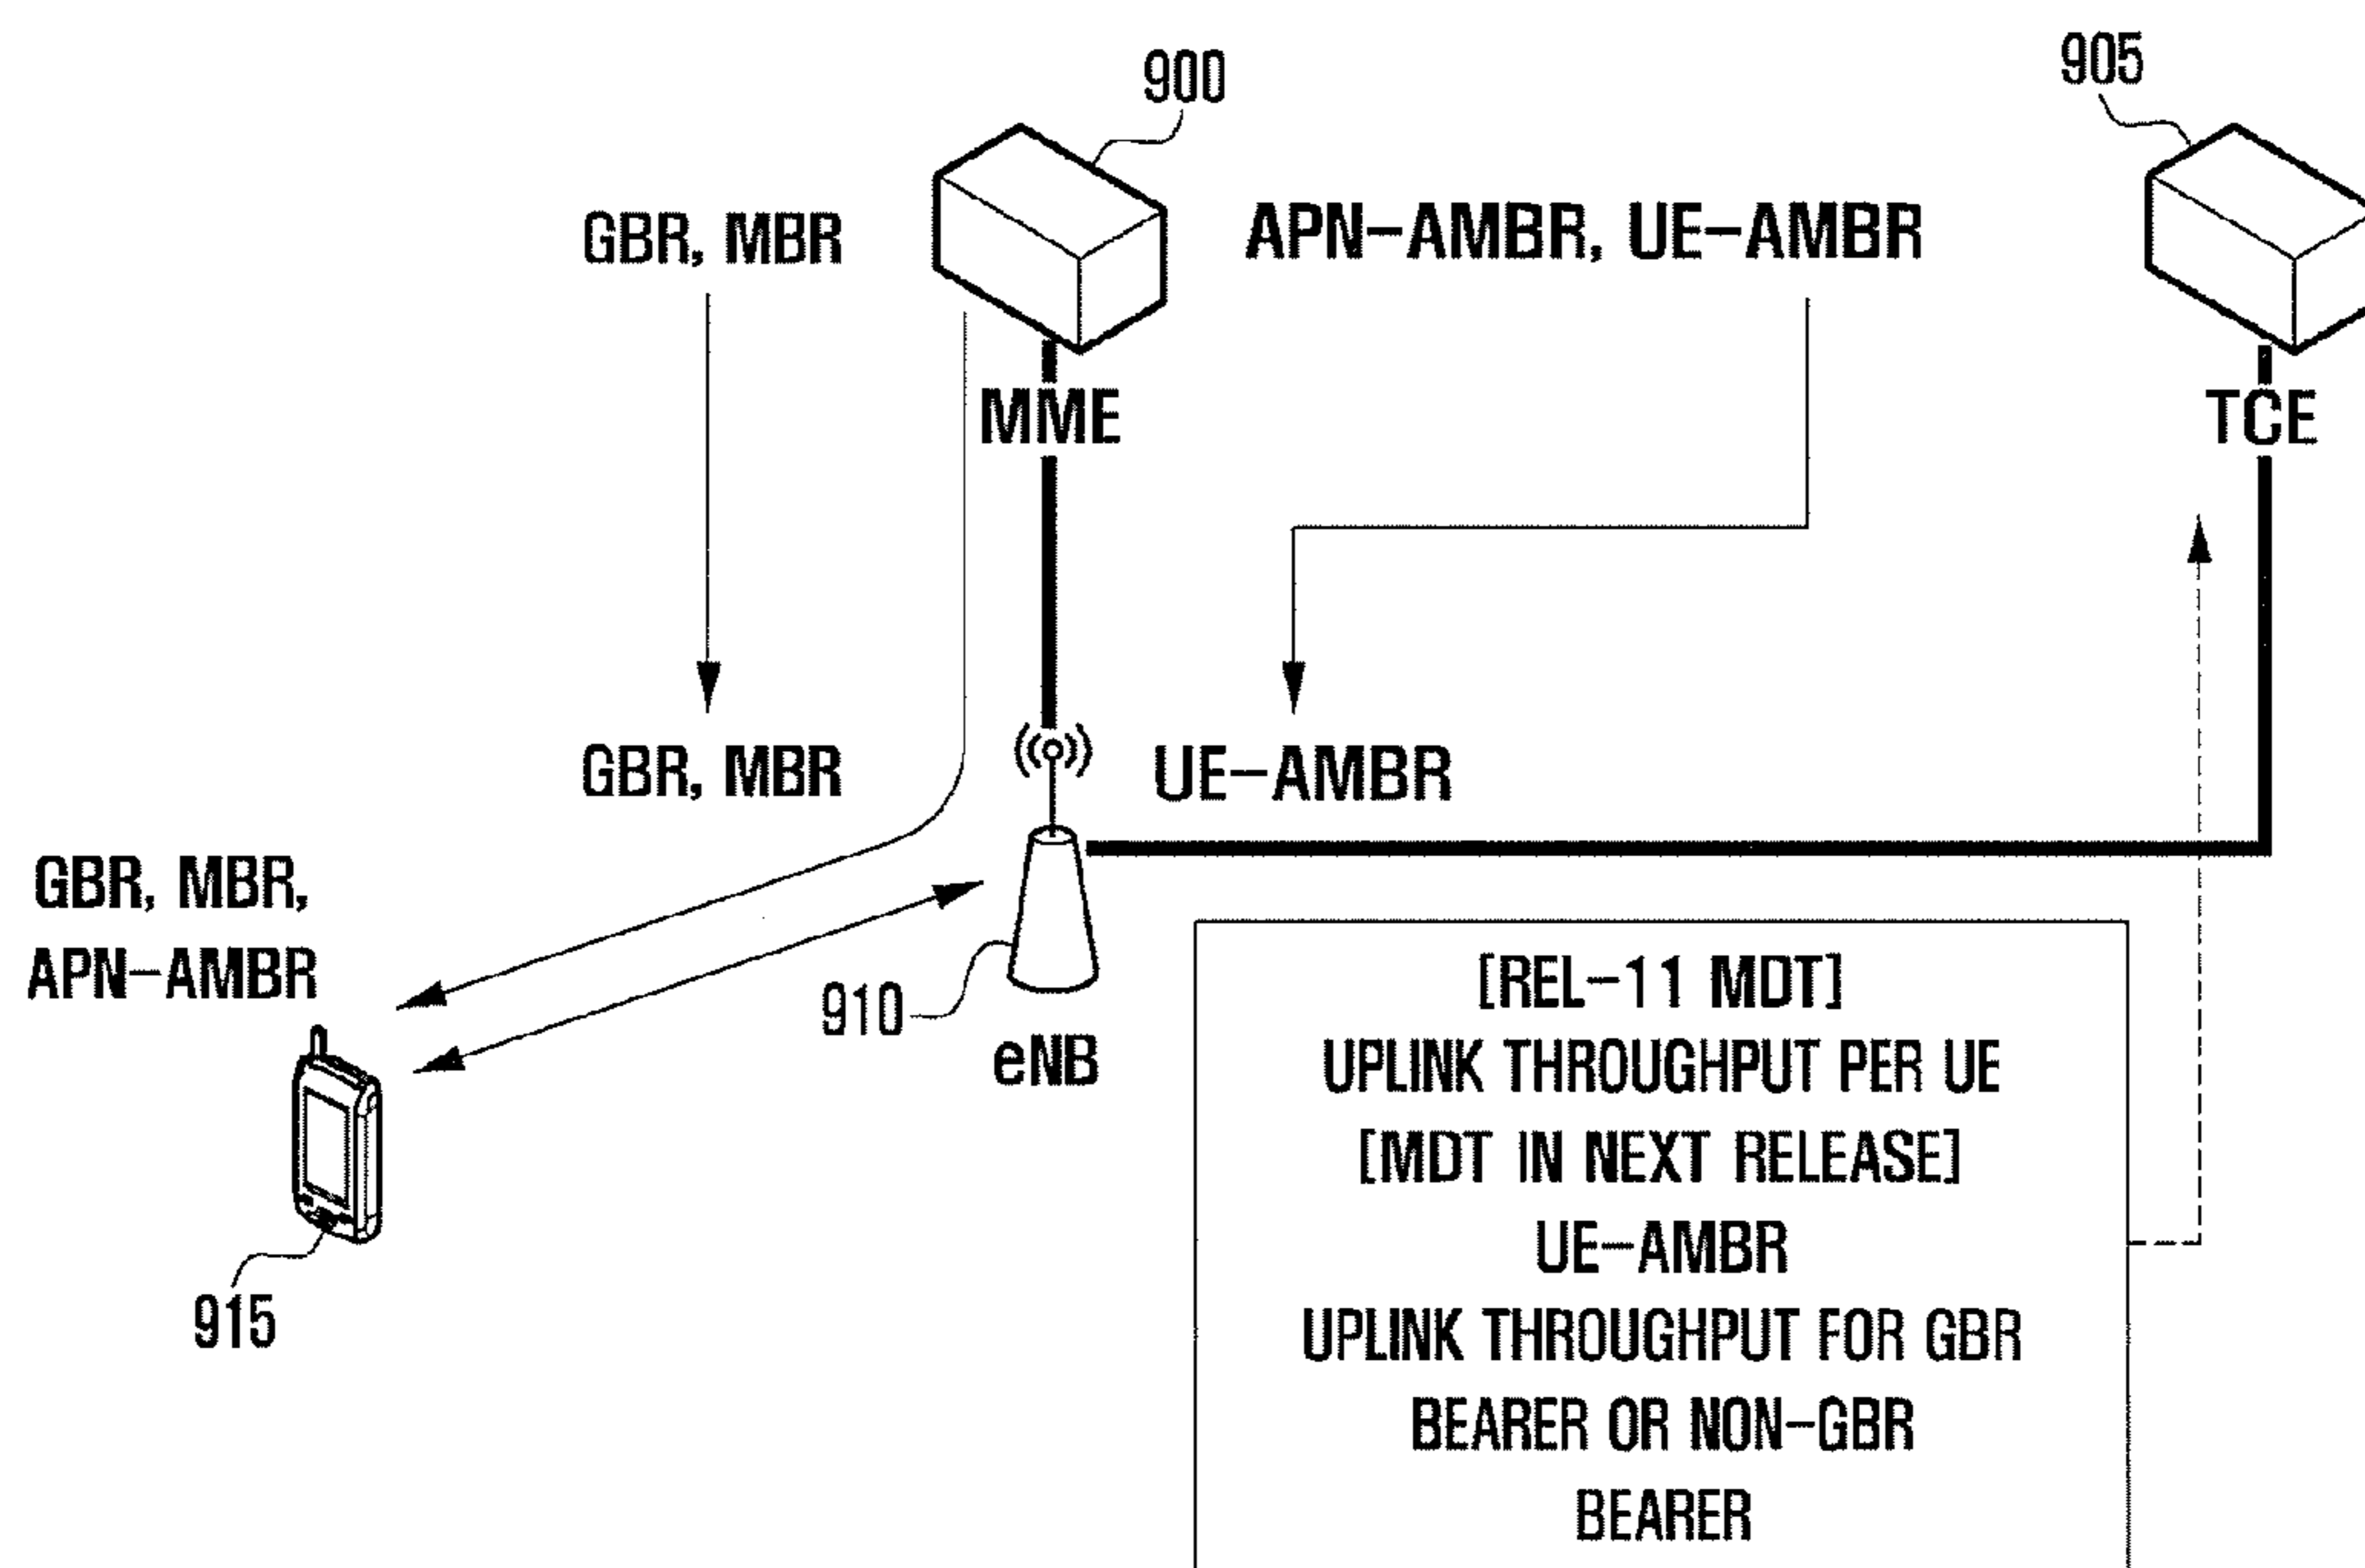 900
905
GBR, MBR
APN-AMBR, UE-AMBR
MME
TCE
GBR, MBR
UE-AMBR
GBR, MBR,
APN-AMBR
910
eNB
915
[REL-11 MDT]
UPLINK THROUGHPUT PER UE
[MDT IN NEXT RELEASE]
UE-AMBR
UPLINK THROUGHPUT FOR GBR
BEARER OR NON-GBR
BEARER